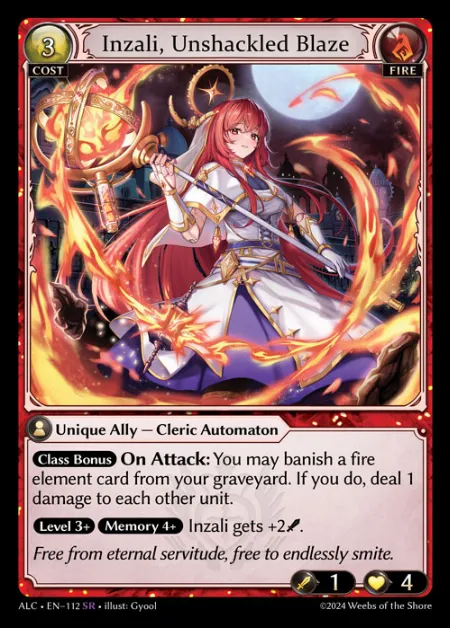 3
Inzali, Unshackled Blaze
COST
FIRE
Unique Ally — Cleric Automaton
Class Bonus On Attack: You may banish a fire
element card from your graveyard. If you do, deal 1
damage to each other unit.
Level 3+ Memory 4+ Inzali gets +2.
Free from eternal servitude, free to endlessly smite.
1
4
ALC • EN-112 SR • illust: Gyool
©2024 Weebs of the Shore